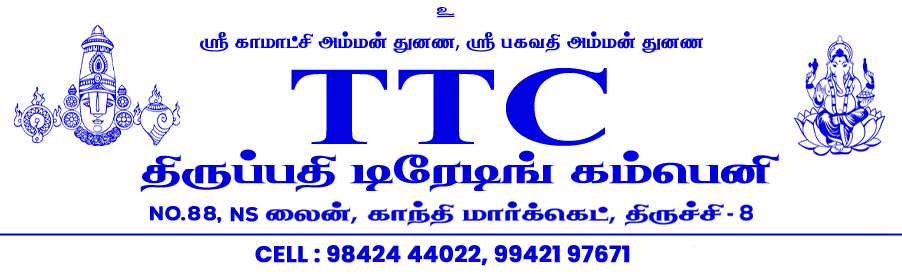 உ
ஸ்ரீ காமாட்சி அம்மன் துணை, ஸ்ரீ பகவதி அம்மன் துணை
TTC
திருப்பதி டிரேடிங் கம்பெனி
NO.88, NS லைன், காந்தி மார்க்கெட், திருச்சி - 8
CELL : 98424 44022, 99421 97671